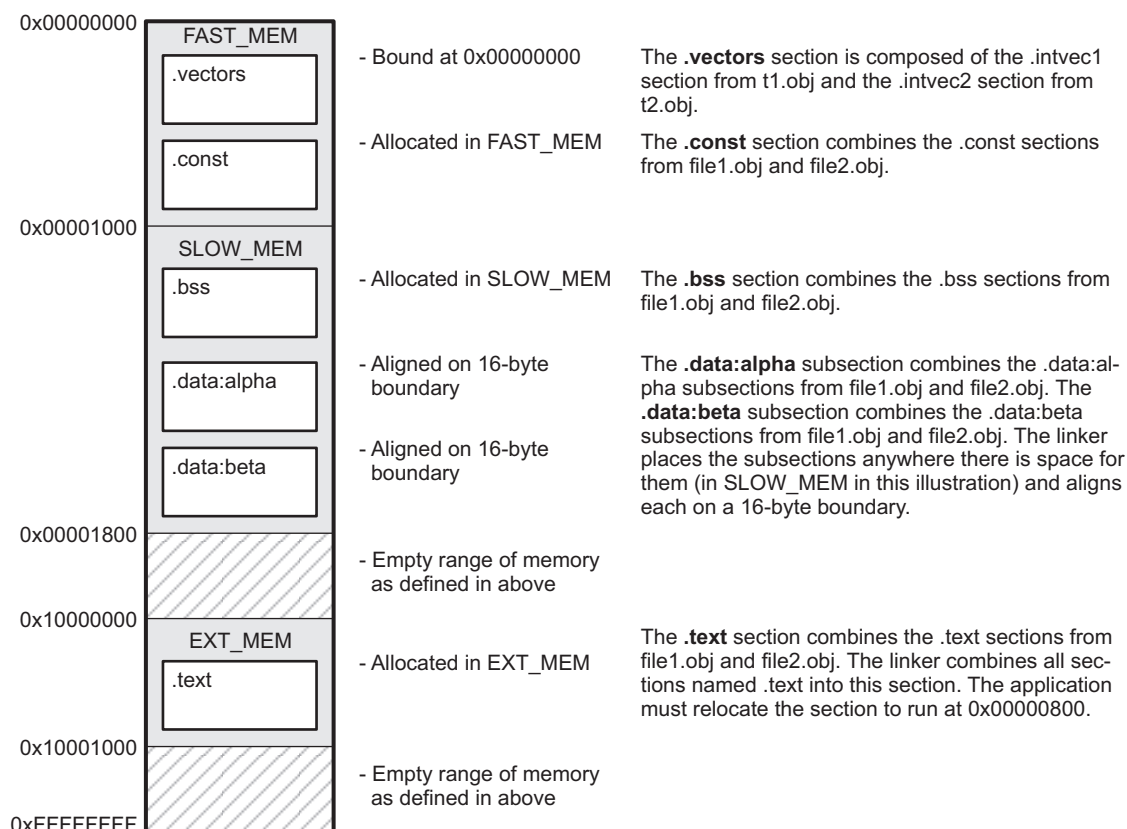 0x00000000
FAST_MEM
.vectors
- Bound at 0x00000000
The .vectors section is composed of the .intvec1
section from t1.obj and the .intvec2 section from
t2.obj.
.const
- Allocated in FAST_MEM
The .const section combines the .const sections
from file1.obj and file2.obj.
0x00001000
SLOW_MEM
.bss
- Allocated in SLOW_MEM
The .bss section combines the .bss sections from
file1.obj and file2.obj.
.data:alpha
- Aligned on 16-byte
boundary
The .data:alpha subsection combines the .data:al-
pha subsections from file1.obj and file2.obj. The
.data:beta subsection combines the .data:beta
subsections from file1.obj and file2.obj. The linker
places the subsections anywhere there is space for
them (in SLOW_MEM in this illustration) and aligns
each on a 16-byte boundary.
.data:beta
- Aligned on 16-byte
boundary
0x00001800
- Empty range of memory
as defined in above
0x10000000
EXT_MEM
.text
- Allocated in EXT_MEM
The .text section combines the .text sections from
file1.obj and file2.obj. The linker combines all sec-
tions named .text into this section. The application
must relocate the section to run at 0x00000800.
0x10001000
- Empty range of memory
as defined in above
0xFFFFFFFF